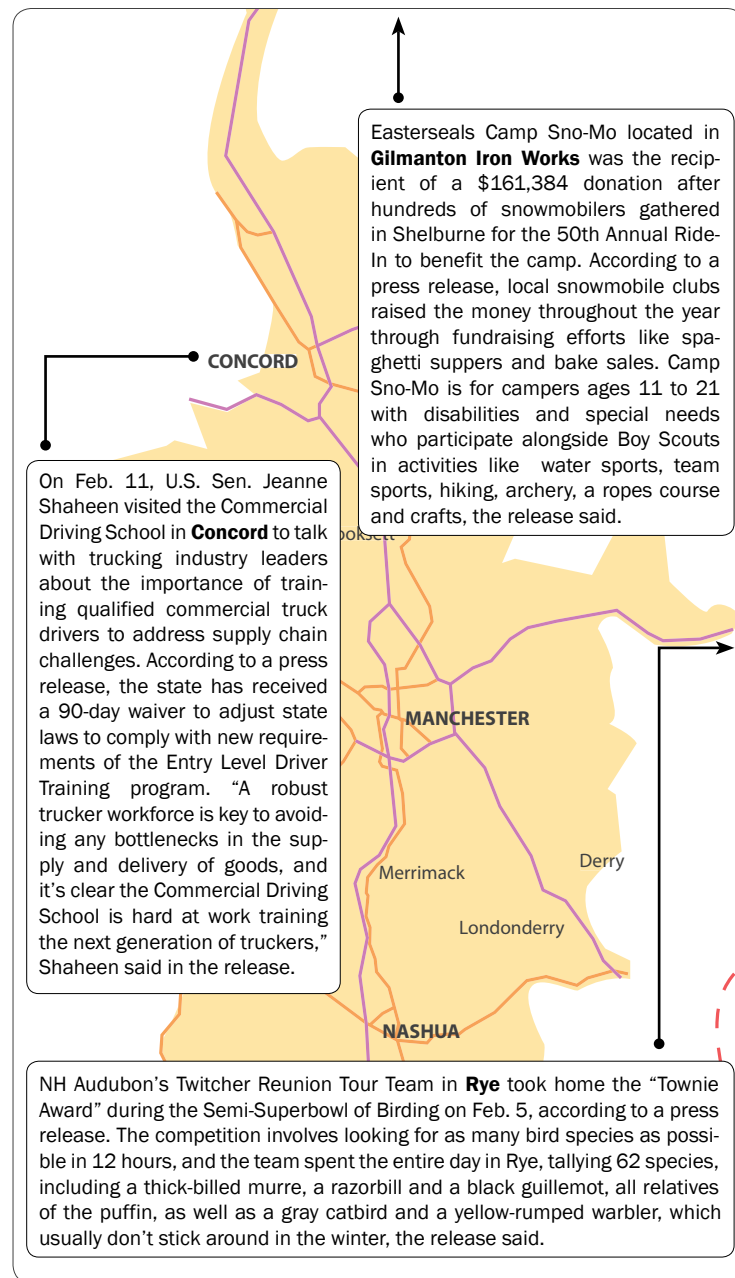 Easterseals Camp Sno-Mo located in
Gilmanton Iron Works was the recip-
ient of a $161,384 donation after
hundreds of snowmobilers gathered
in Shelburne for the 50th Annual Ride-
In to benefit the camp. According to a
press release, local snowmobile clubs
raised the money throughout the year
through fundraising efforts like spa-
ghetti suppers and bake sales. Camp
Sno-Mo is for campers ages 11 to 21
with disabilities and special needs
who participate alongside Boy Scouts
in activities like water sports, team
sports, hiking, archery, a ropes course
and crafts, the release said.
CONCORD
On Feb. 11, U.S. Sen. Jeanne
Shaheen visited the Commercial
Driving School in Concord to talk
with trucking industry leaders
about the importance of train-
ing qualified commercial truck
drivers to address supply chain
challenges. According to a press
release, the state has received
a 90-day waiver to adjust state
laws to comply with new require-
ments of the Entry Level Driver
Training program. “A robust
trucker workforce is key to avoid-
ing any bottlenecks in the sup-
ply and delivery of goods, and
it’s clear the Commercial Driving
School is hard at work training
the next generation of truckers,”
Shaheen said in the release.
ooksett
MANCHESTER
Merrimack
Derry
Londonderry
NASHUA
NH Audubon’s Twitcher Reunion Tour Team in Rye took home the “Townie
Award” during the Semi-Superbowl of Birding on Feb. 5, according to a press
release. The competition involves looking for as many bird species as possi-
ble in 12 hours, and the team spent the entire day in Rye, tallying 62 species,
including a thick-billed murre, a razorbill and a black guillemot, all relatives
of the puffin, as well as a gray catbird and a yellow-rumped warbler, which
usually don’t stick around in the winter, the release said.